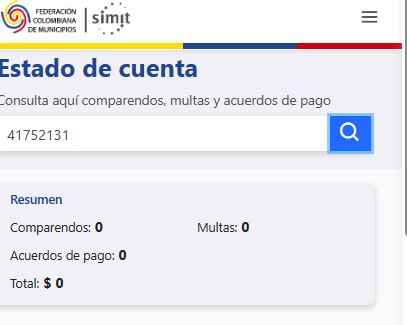 FEDERACIÓN
COLOMBIANA
DE MUNICIPIOS
simit
Estado de cuenta
Consulta aquí comparendos, multas y acuerdos de pago
41752131
Resumen
Comparendos: 0 Multas: 0
Acuerdos de pago: 0
Total: $ 0